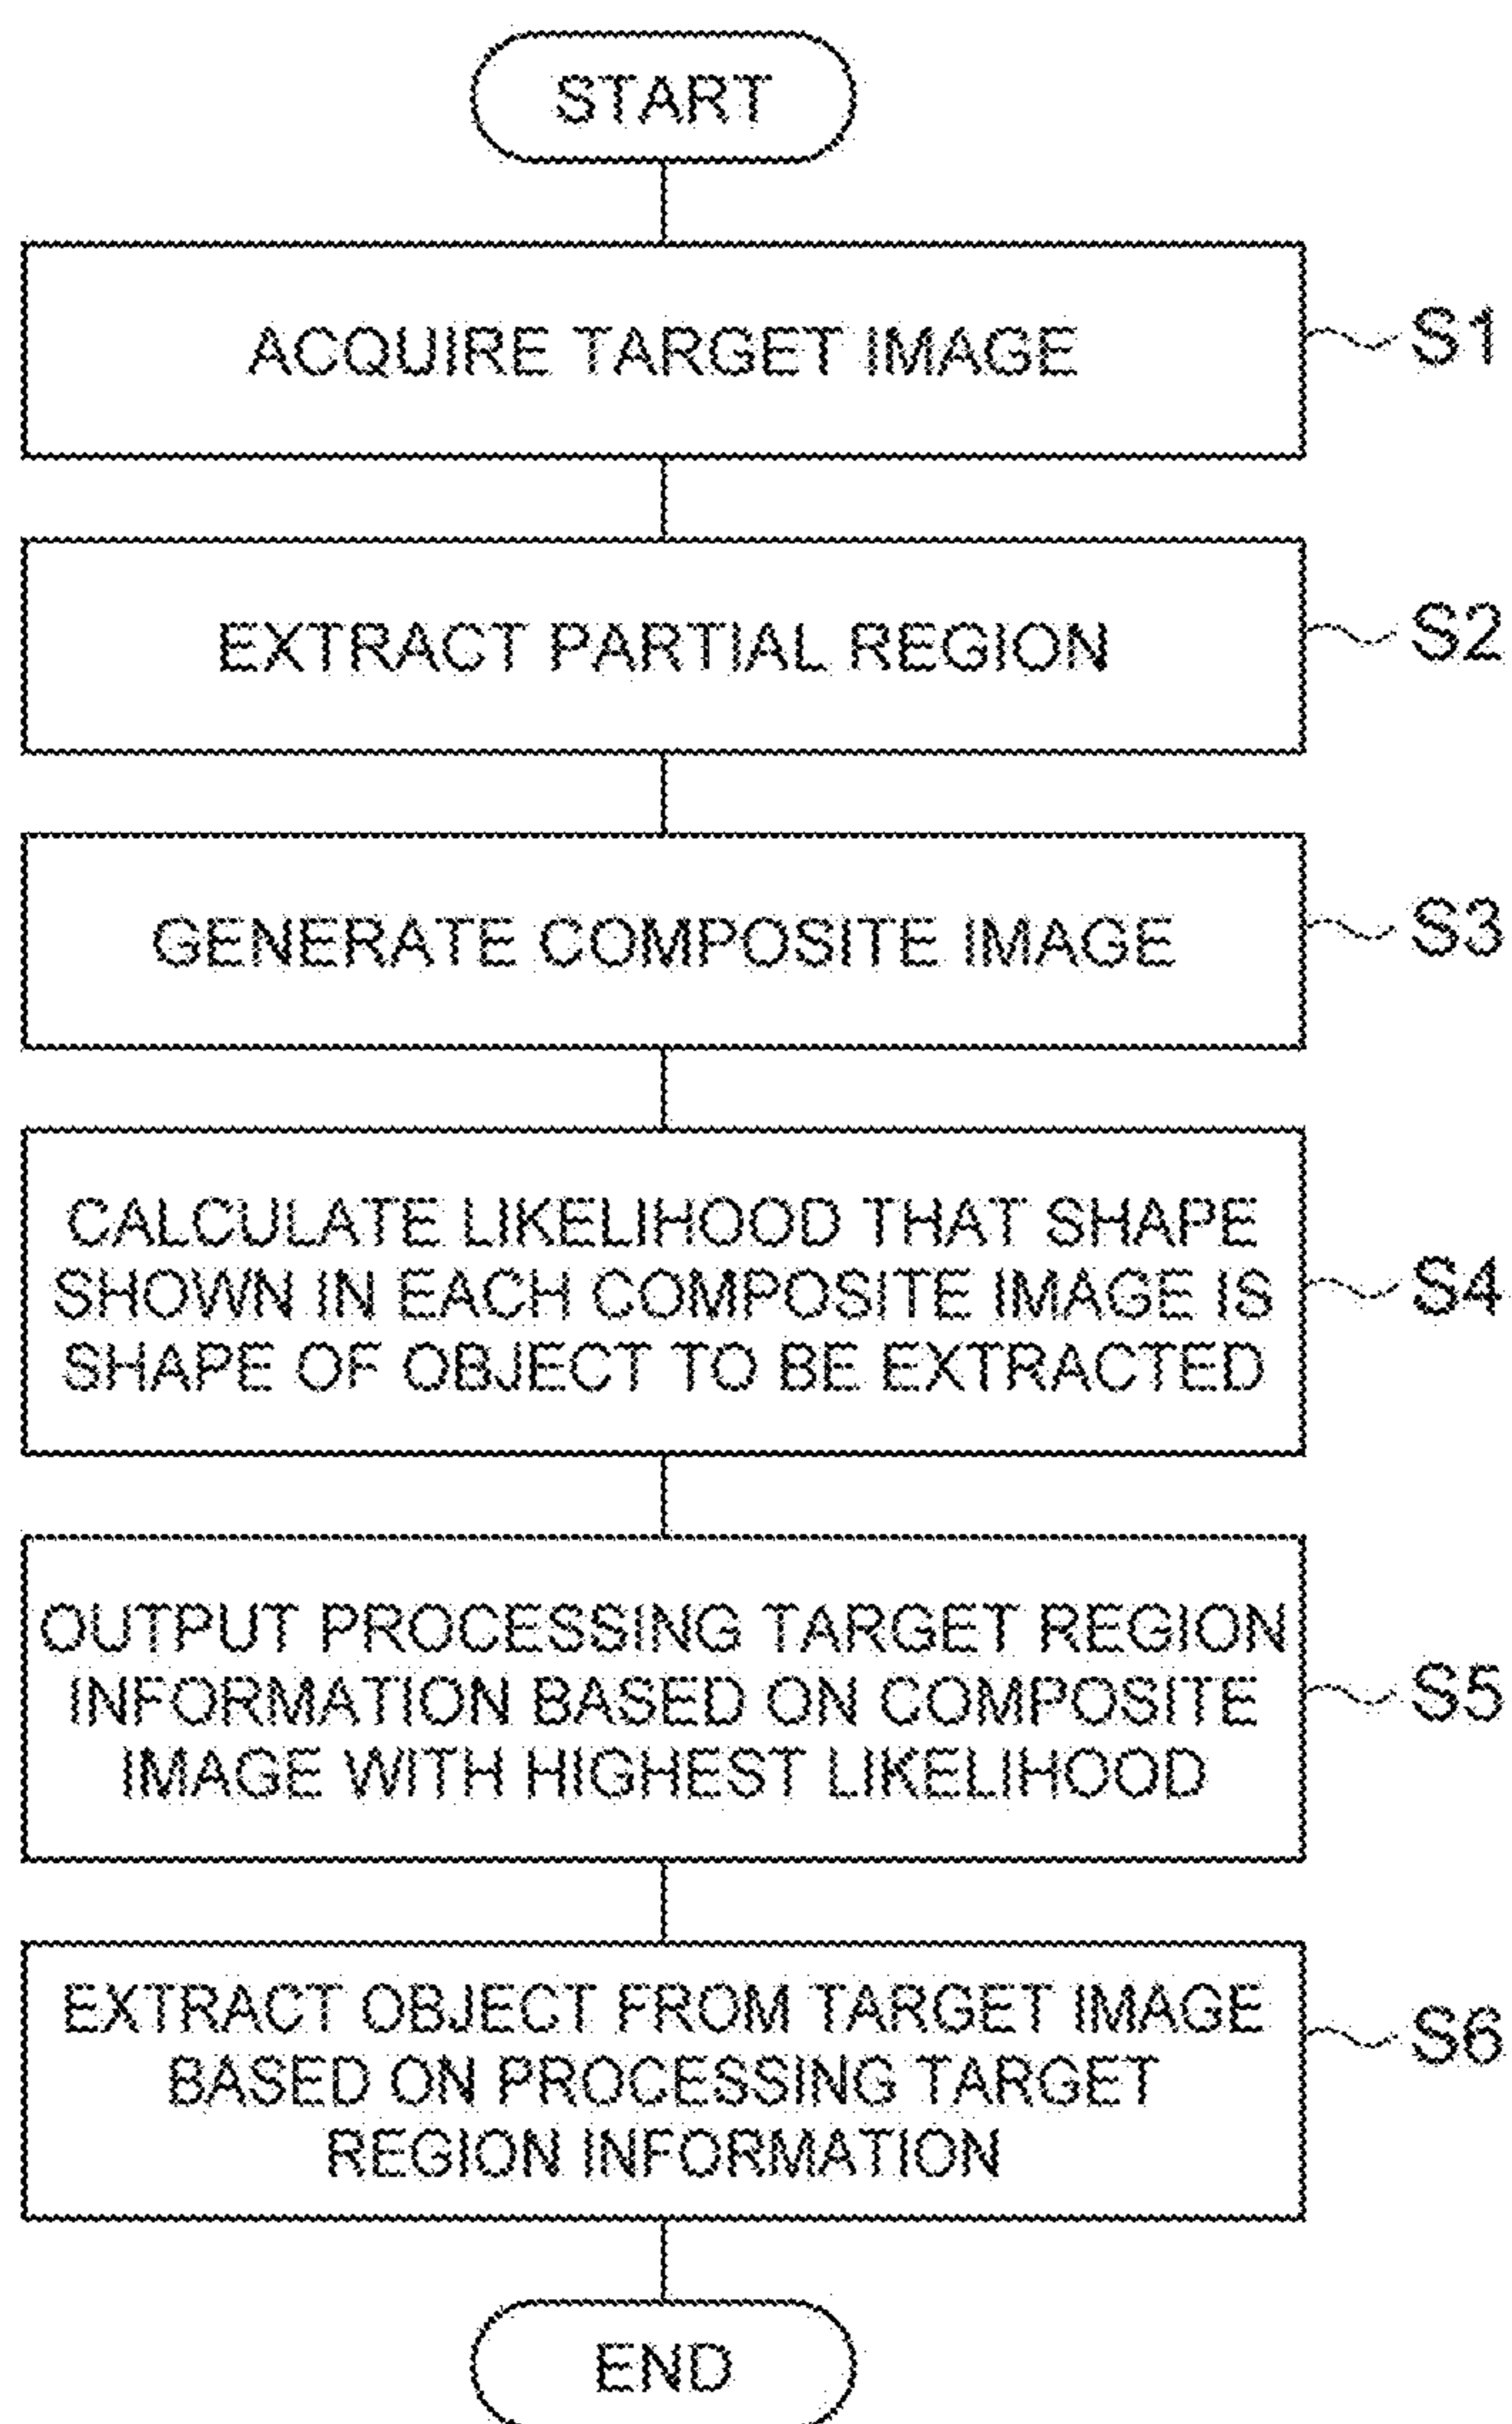 START
ACQUIRE TARGET IMAGE
S1
EXTRACT PARTIAL REGION
S2
GENERATE COMPOSITE IMAGE
S3
CALCULATE LIKELIHOOD THAT SHAPE
SHOWN IN EACH COMPOSITE IMAGE IS
SHAPE OF OBJECT TO BE EXTRACTED
S4
OUTPUT PROCESSING TARGET REGION
INFORMATION BASED ON COMPOSITE
IMAGE WITH HIGHEST LIKELIHOOD
S5
EXTRACT OBJECT FROM TARGET IMAGE
BASED ON PROCESSING TARGET
REGION INFORMATION
S6
END